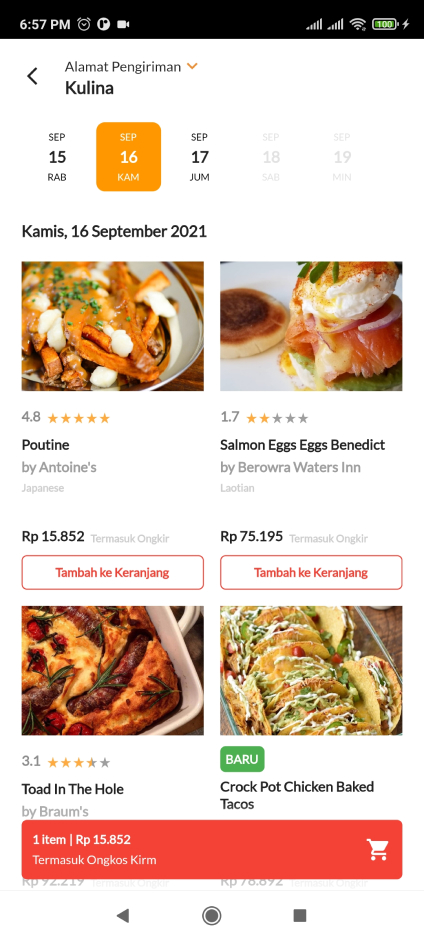 6:57 PM
100
Alamat Pengiriman
Kulina
SEP
15
RAB
SEP
16
KAM
SEP
17
JUM
SEP
18
SAB
SEP
19
MIN
Kamis, 16 September 2021
4.8
Poutine
by Antoine's
Japanese
Rp 15.852 Termasuk Ongkir
Tambah ke Keranjang
1.7
Salmon Eggs Eggs Benedict
by Berowra Waters Inn
Laotian
Rp 75.195 Termasuk Ongkir
Tambah ke Keranjang
3.1
Toad In The Hole
by Braum's
BARU
Crock Pot Chicken Baked
Tacos
1 item | Rp 15.852
Termasuk Ongkos Kirm
Rp 92.219 Termasuk Ongkir
Rp 78.892 Termasuk Ongkir